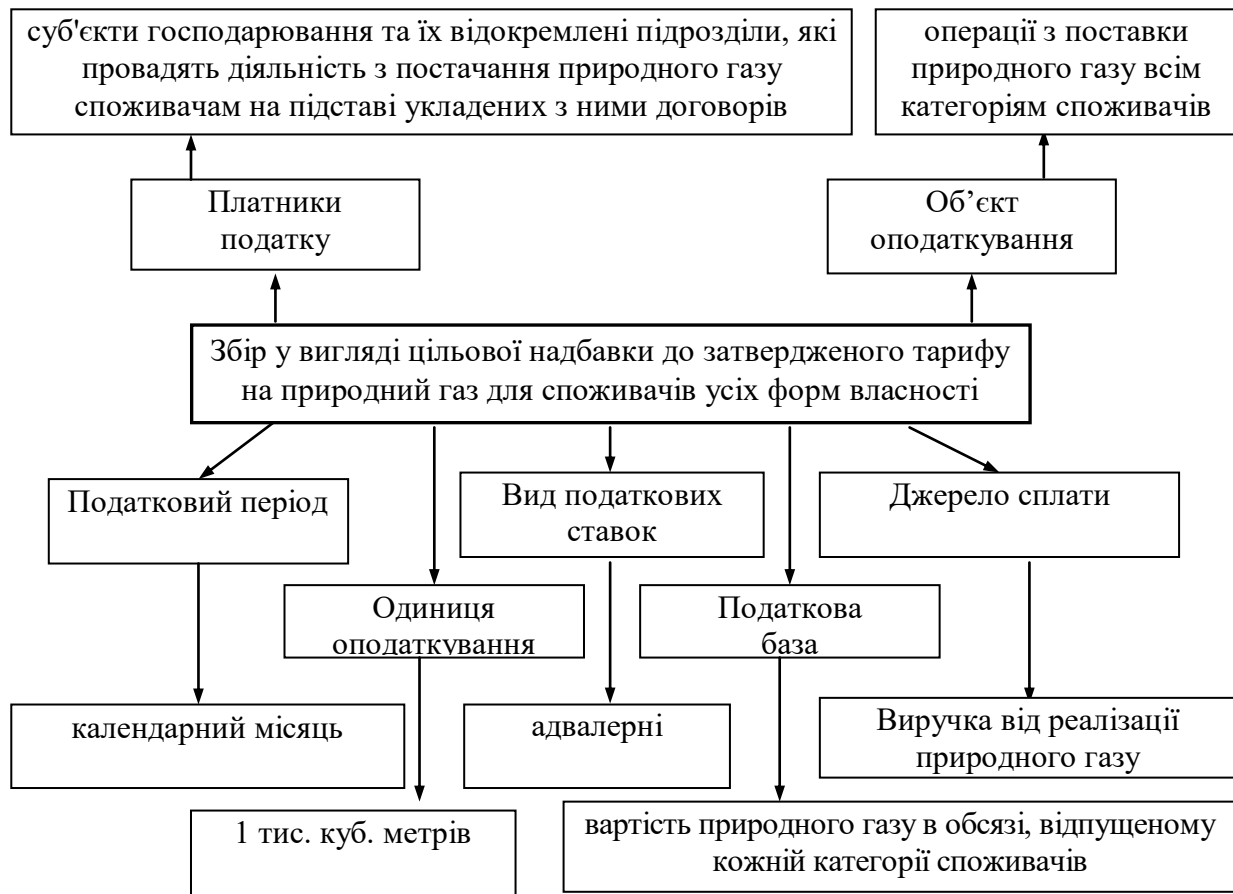 суб'єкти господарювання та їх відокремлені підрозділи, які
провадять діяльність з постачання природного газу
споживачам на підставі укладених з ними договорів
операції з поставки
природного газу всім
категоріям споживачів
Платники
податку
Об’єкт
оподаткування
Збір у вигляді цільової надбавки до затвердженого тарифу
на природний газ для споживачів усіх форм власності
Податковий період
Вид податкових
ставок
Джерело сплати
Одиниця
оподаткування
Податкова
база
календарний місяць
адвалерні
Виручка від реалізації
природного газу
1 тис. куб. метрів
вартість природного газу в обсязі, відпущеному
кожній категорії споживачів